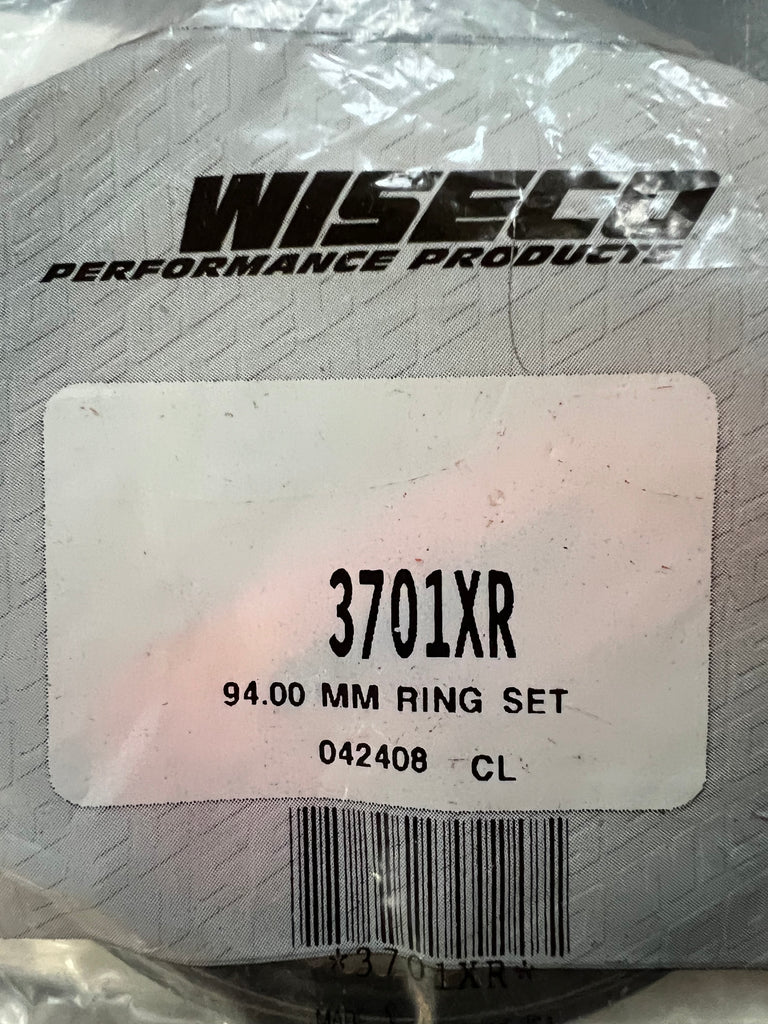 WISECO
PERFORMANCE PRODUCTS
3701XR
94.00 MM RING SET
042408 CL
*3701XR*